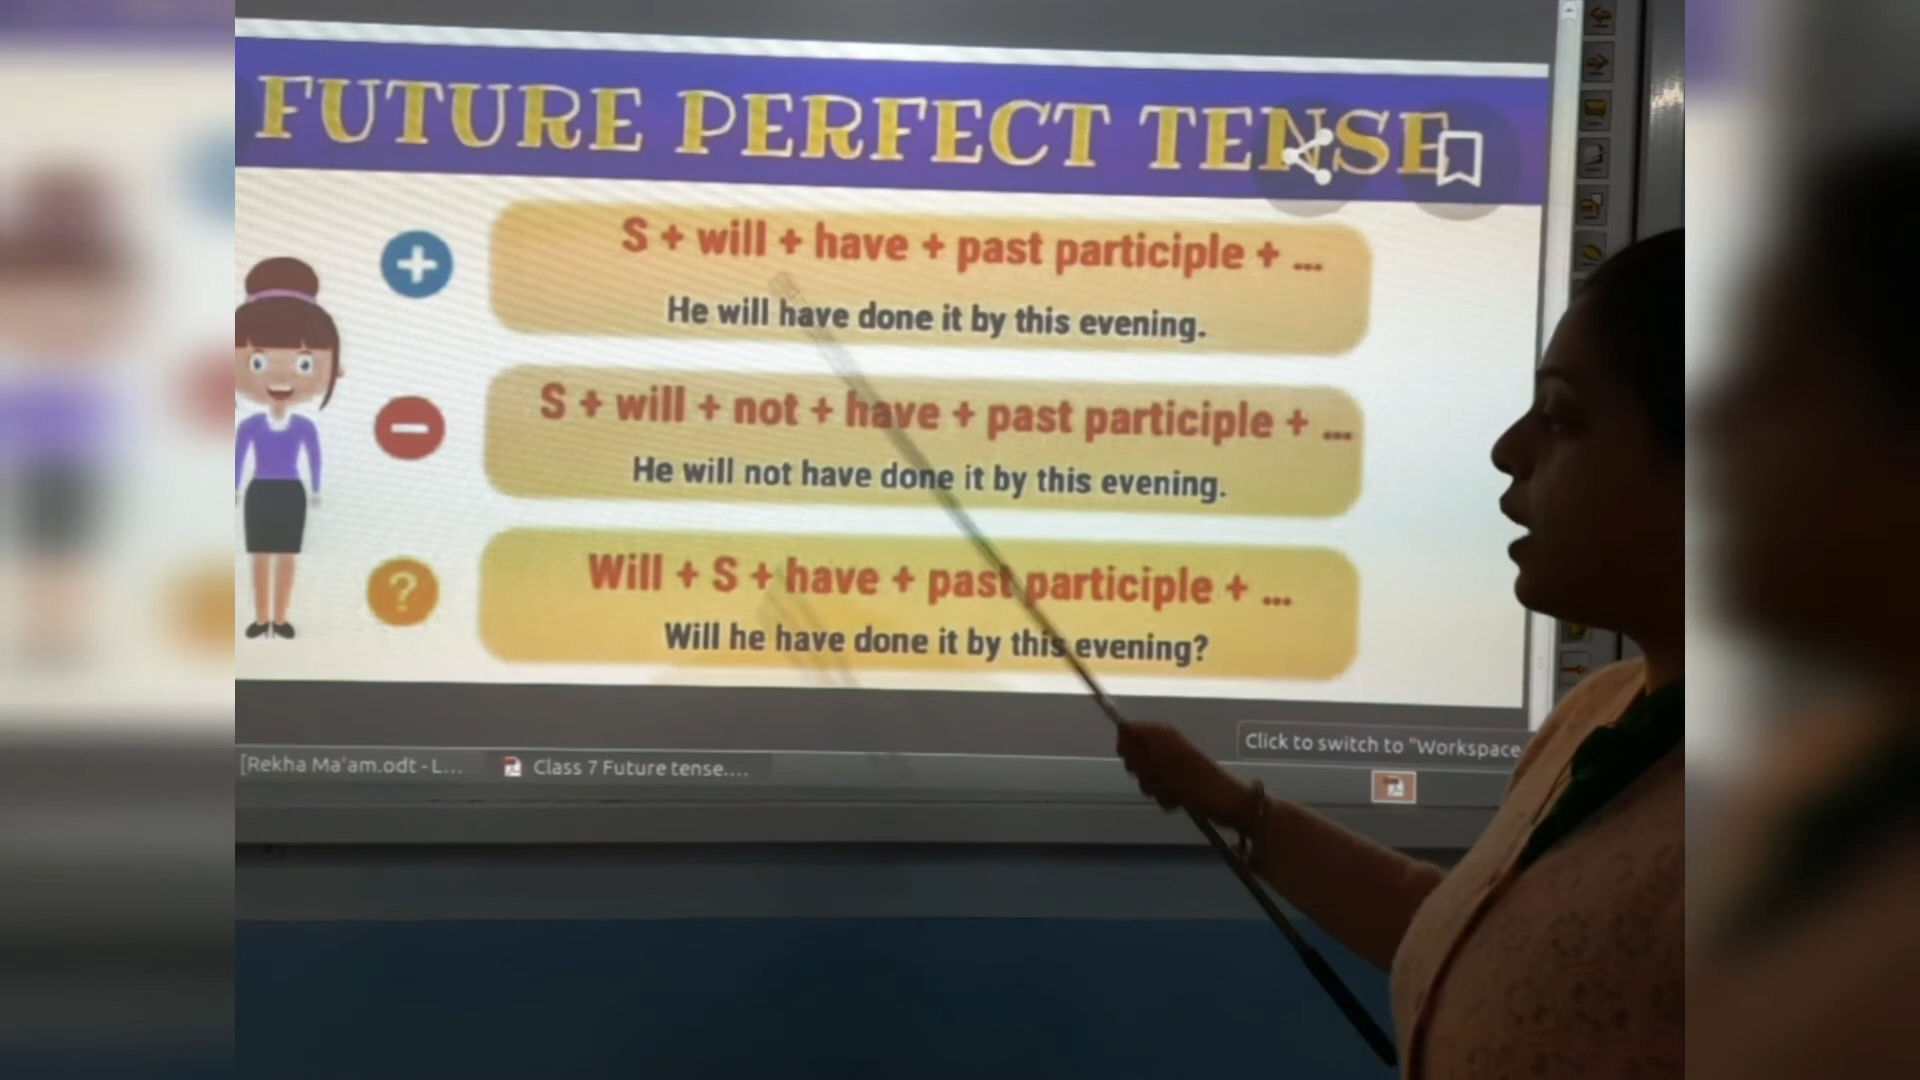 FUTURE PERFECT TENSE
S + will + have + past participle + ...
He will have done it by this evening.
S + will + not + have + past participle + ...
He will not have done it by this evening.
Will + S + have + past participle + ...
Will he have done it by this evening?
Click to switch to "Workspace
[Rekha Ma'am.odt - L...
Class 7 Future tense....